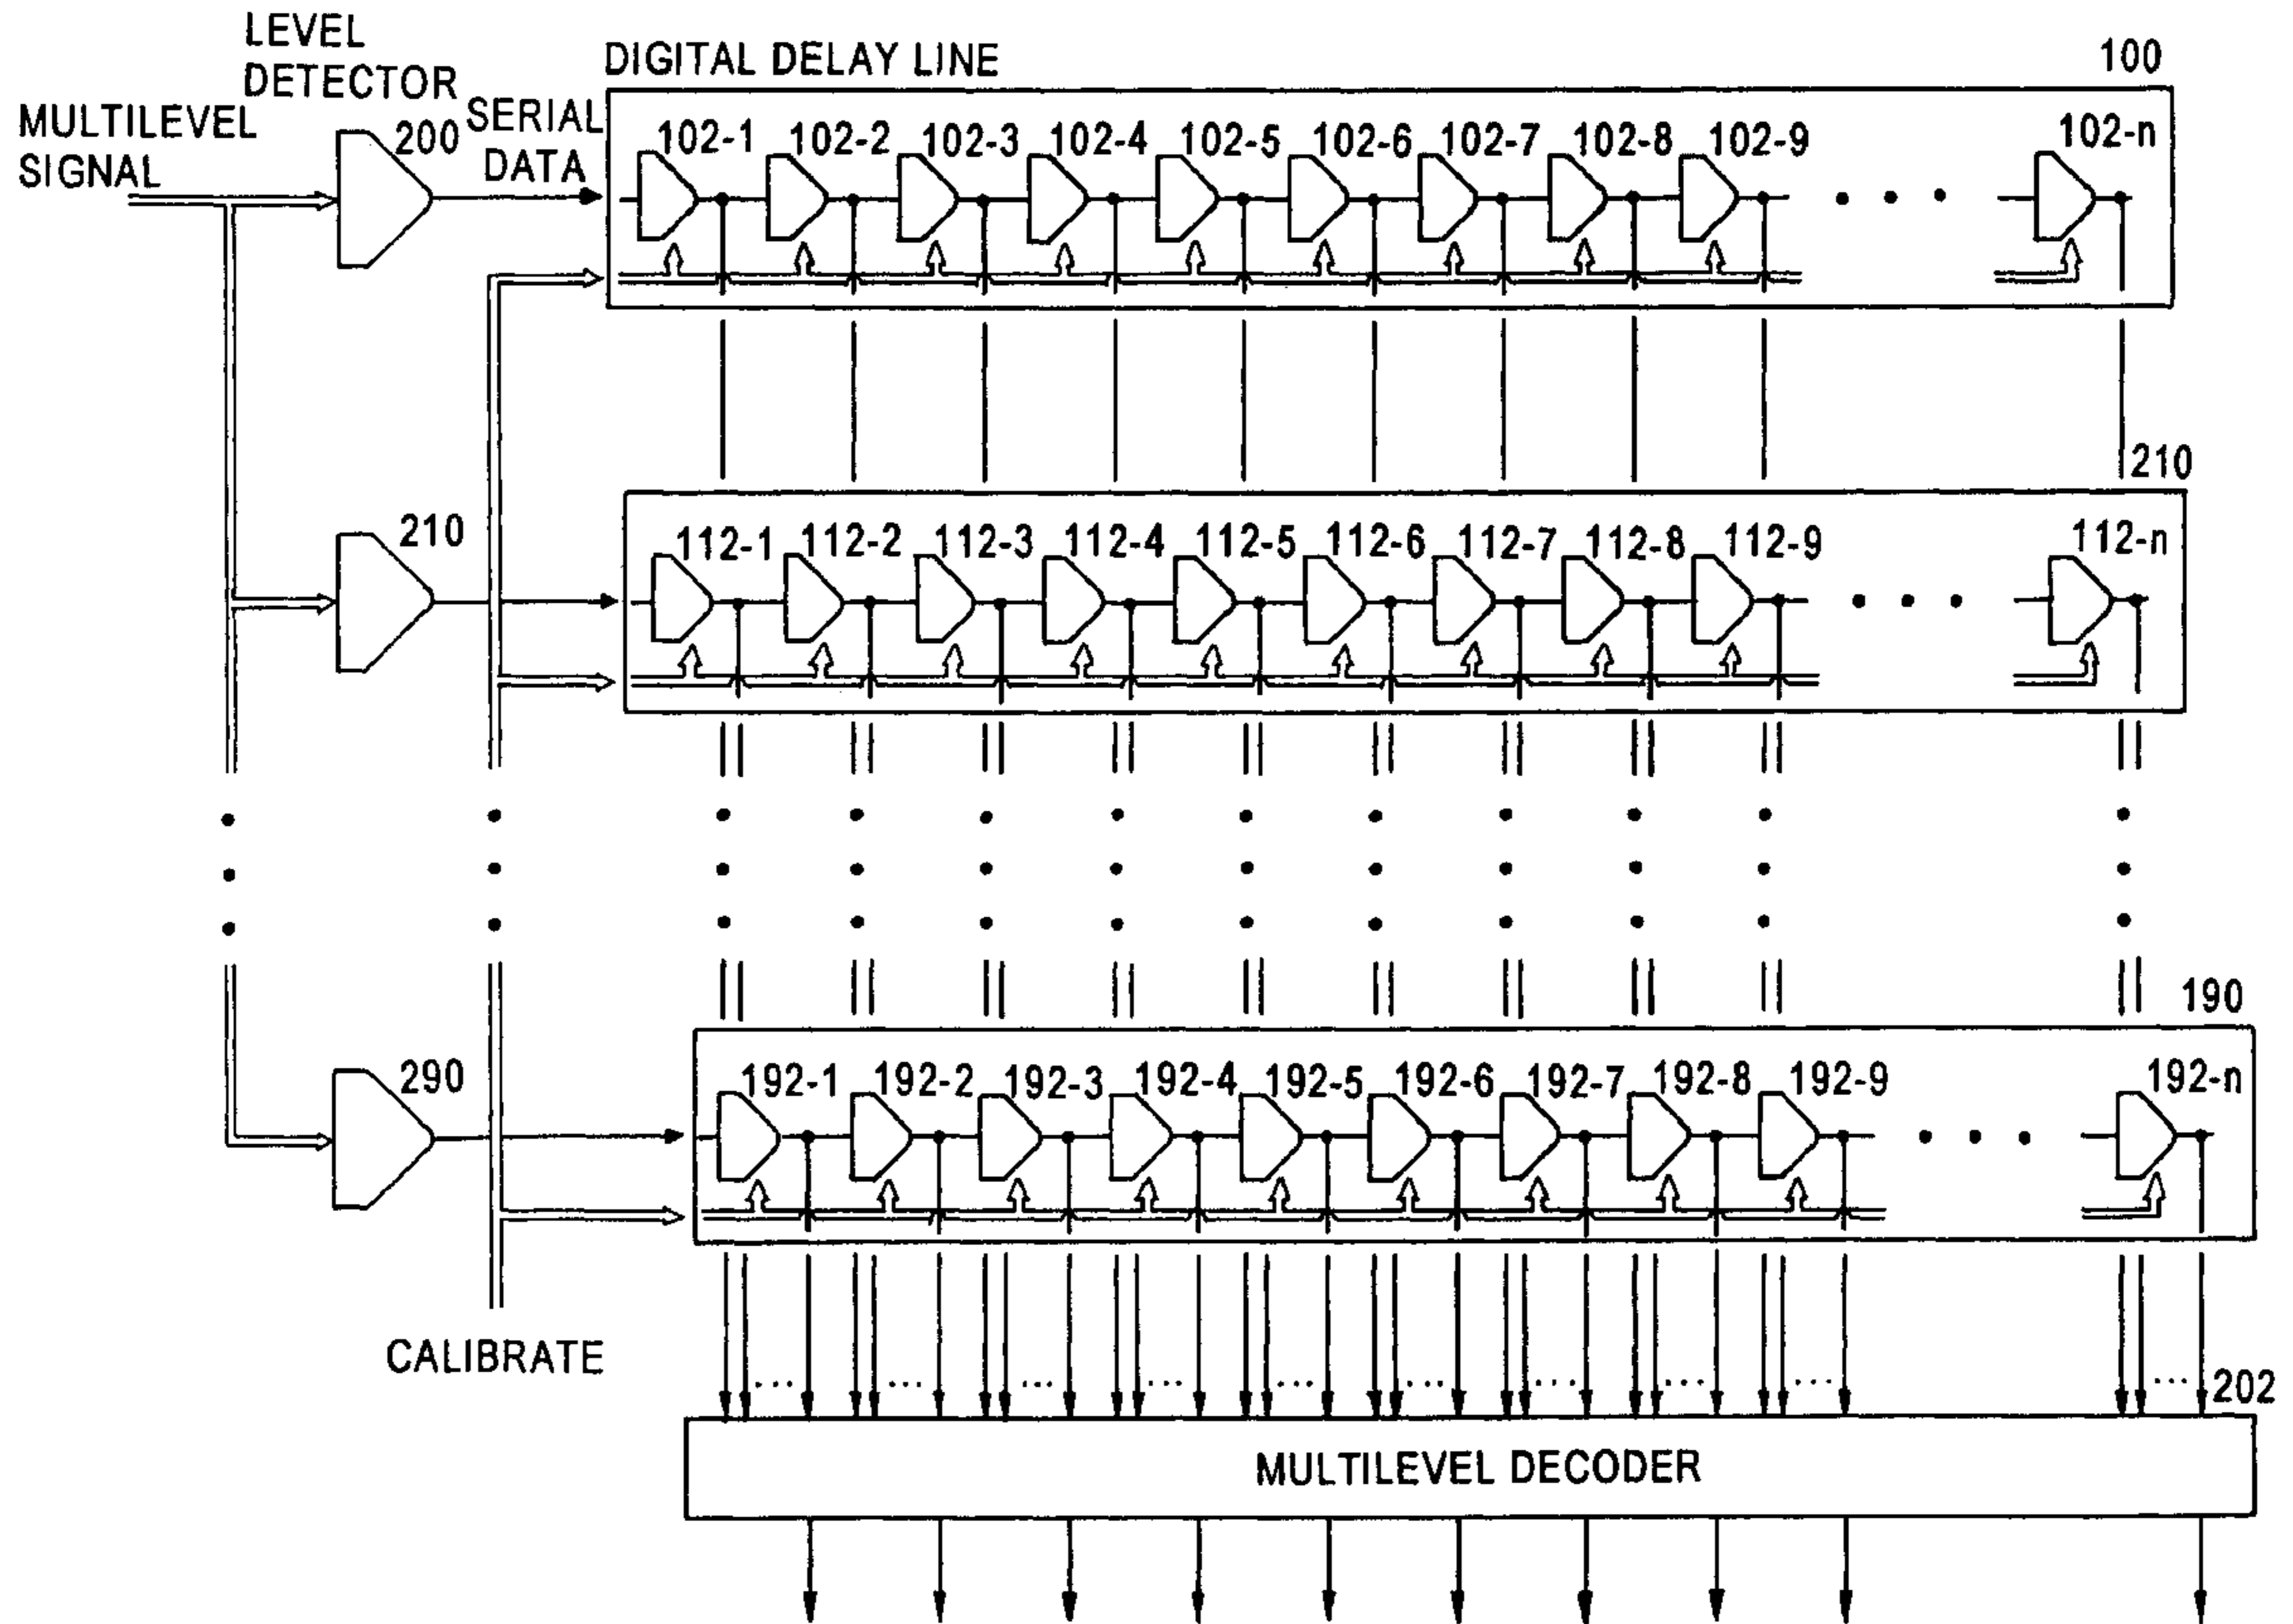 LEVEL
DETECTOR
DIGITAL DELAY LINE
100
MULTILEVEL
SIGNAL
200
SERIAL
DATA
102-1 102-2 102-3 102-4 102-5 102-6 102-7 102-8 102-9 102-n
210
210
112-1 112-2 112-3 112-4 112-5 112-6 112-7 112-8 112-9 112-n
190
290
192-1 192-2 192-3 192-4 192-5 192-6 192-7 192-8 192-9 192-n
CALIBRATE
202
MULTILEVEL DECODER